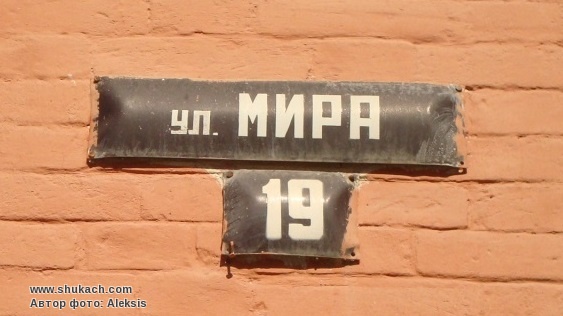 ул. МИРА
19
www.shukach.com
Автор фото: Aleksis